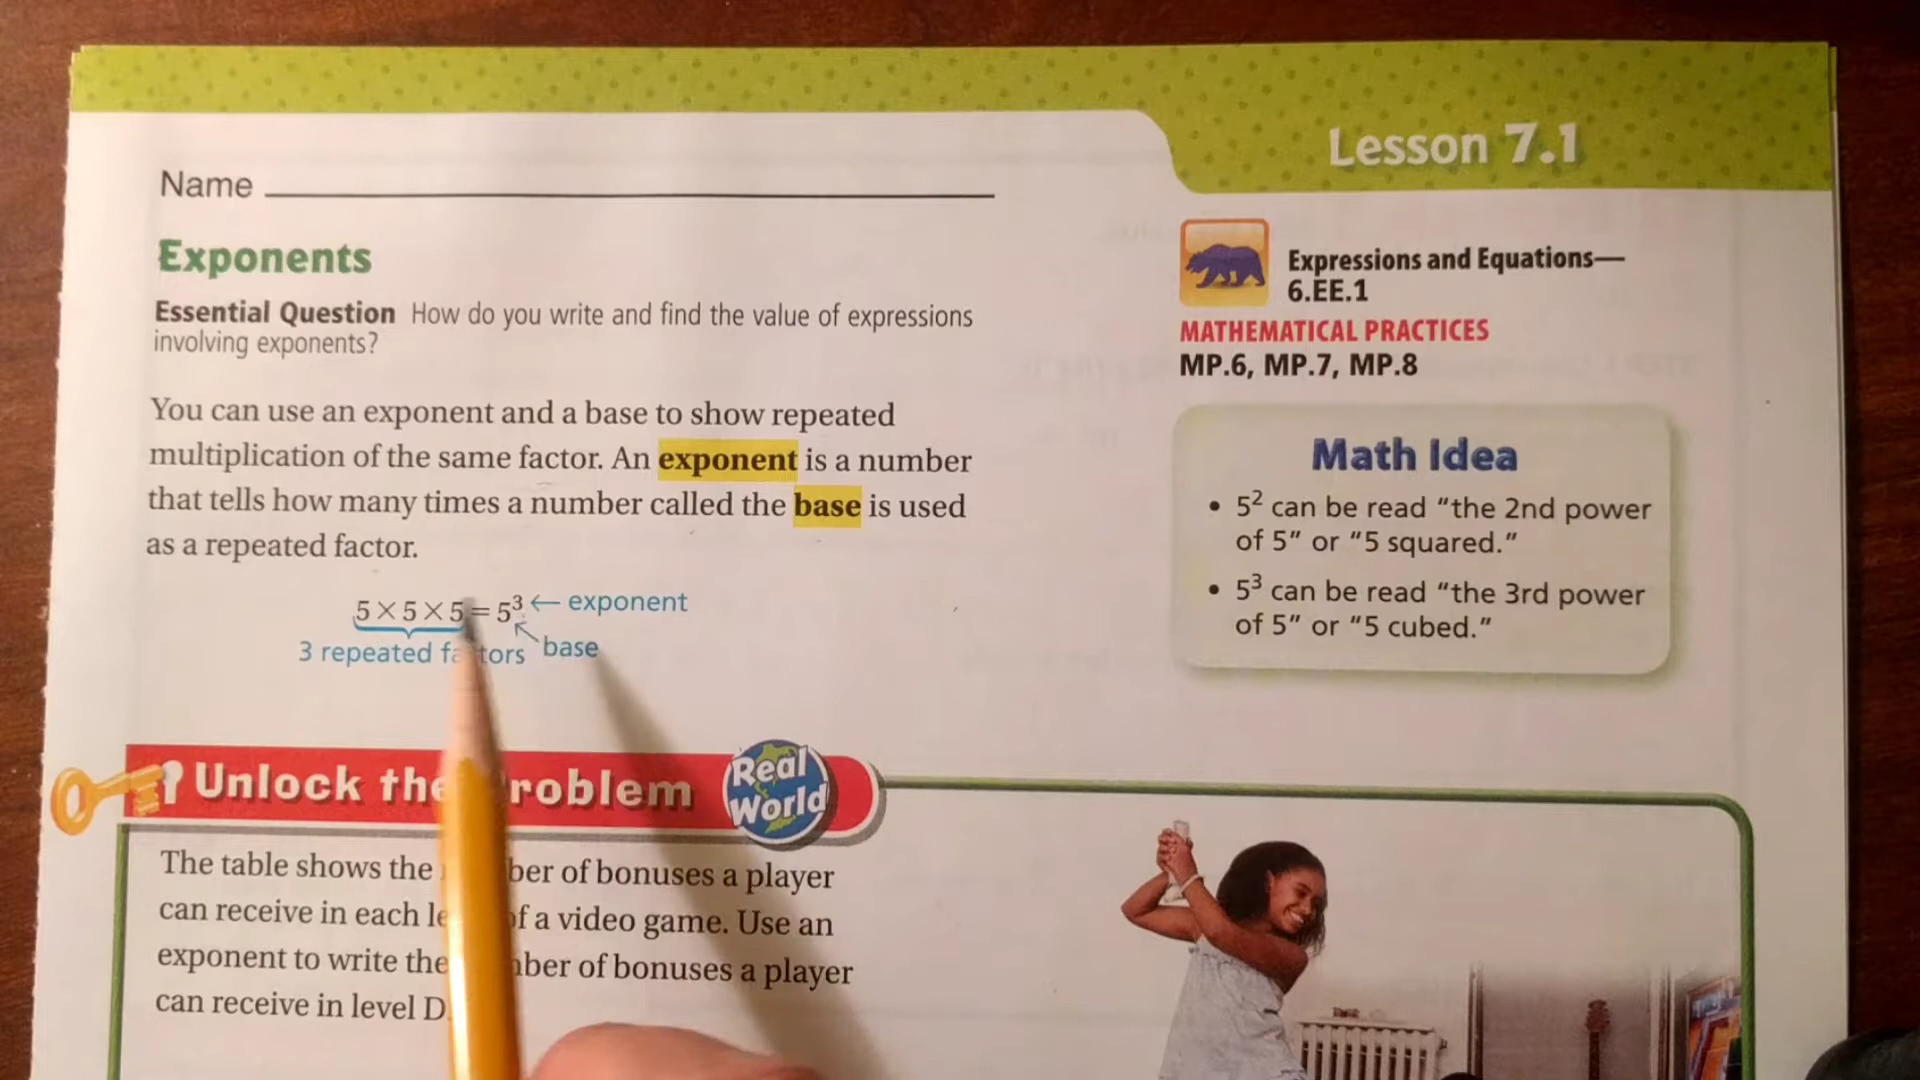 Lesson 7.1
Name
Exponents
Essential Question How do you write and find the value of expressions
involving exponents?
You can use an exponent and a base to show repeated
multiplication of the same factor. An exponent is a number
that tells how many times a number called the base is used
as a repeated factor.
5 × 5 × 5 = 5³ ← exponent
3 repeated base
Expressions and Equations—
6.EE.1
MATHEMATICAL PRACTICES
MP.6, MP.7, MP.8
Math Idea
• 5² can be read “the 2nd power
of 5” or “5 squared.”
• 5³ can be read “the 3rd power
of 5” or “5 cubed.”
Unlock the Problem
Real
World
The table shows the of bonuses a player
can receive in each of a video game. Use an
exponent to write the of bonuses a player
can receive in level D